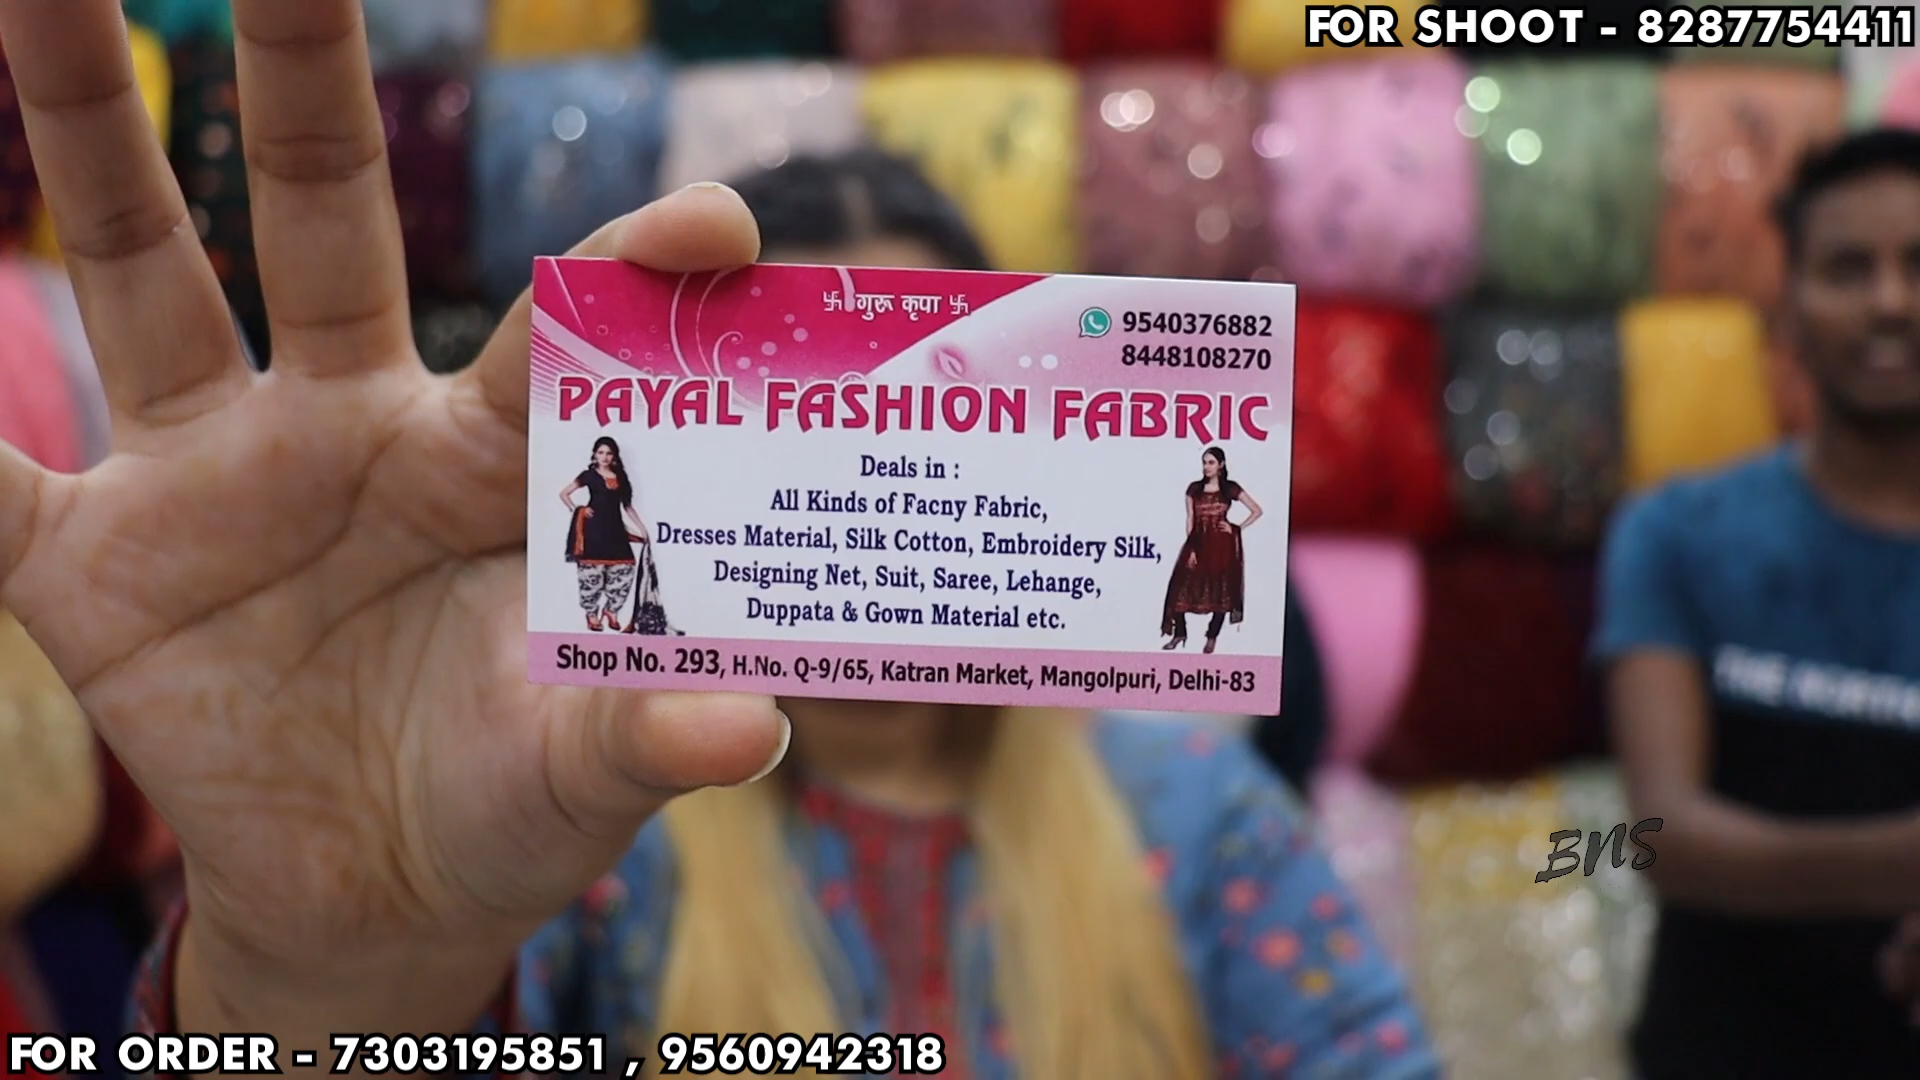 FOR SHOOT - 8287754411
卐 गुरू कृपा 卐
9540376882
8448108270
PAYAL FASHION FABRIC
Deals in :
All Kinds of Facny Fabric,
Dresses Material, Silk Cotton, Embroidery Silk,
Designing Net, Suit, Saree, Lehange,
Duppata & Gown Material etc.
Shop No. 293, H.No. Q-9/65, Katran Market, Mangolpuri, Delhi-83
THE NORTH
BNS
FOR ORDER - 7303195851 , 9560942318